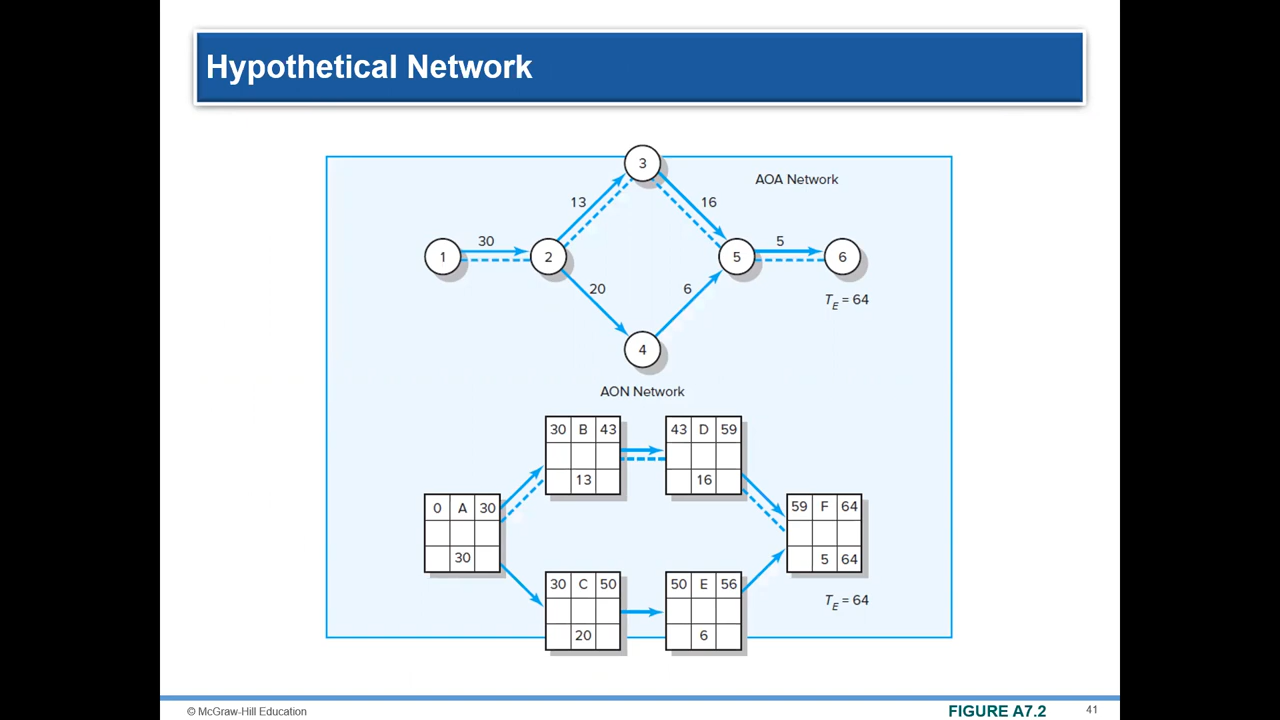 Hypothetical Network
3
AOA Network
13
16
30
5
1
2
5
6
20
6
TE = 64
4
AON Network
30 B 43
13
43 D 59
16
0 A 30
30
59 F 64
5 64
30 C 50
20
50 E 56
6
TE = 64
© McGraw-Hill Education
FIGURE A7.2
41